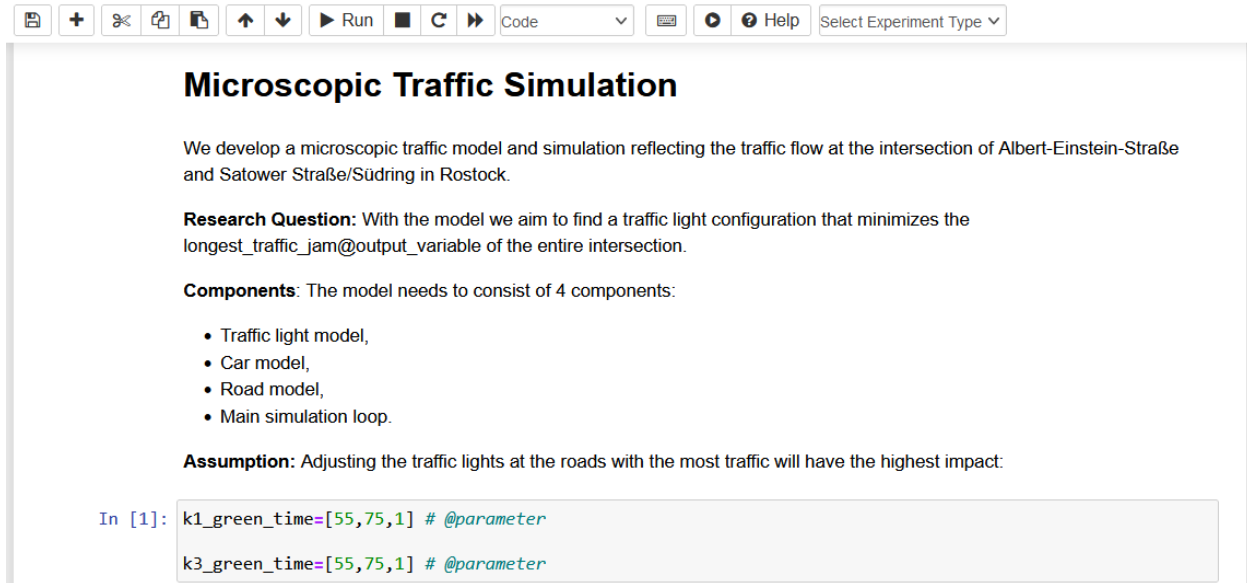 Run Code Help Select Experiment Type
Microscopic Traffic Simulation
We develop a microscopic traffic model and simulation reflecting the traffic flow at the intersection of Albert-Einstein-Straße
and Satower Straße/Südring in Rostock.
Research Question: With the model we aim to find a traffic light configuration that minimizes the
longest_traffic_jam@output_variable of the entire intersection.
Components: The model needs to consist of 4 components:
• Traffic light model,
• Car model,
• Road model,
• Main simulation loop.
Assumption: Adjusting the traffic lights at the roads with the most traffic will have the highest impact:
In [1]: k1_green_time=[55,75,1] # @parameter
k3_green_time=[55,75,1] # @parameter